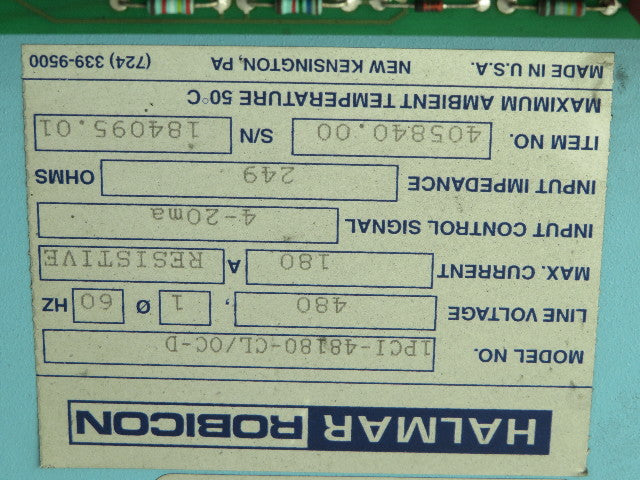 HALMAR ROBICON
MODEL NO. 1PCI-48180-CL/OC-D
LINE VOLTAGE 480 , 1 Ø 60 HZ
MAX. CURRENT 180 A RESISTIVE
INPUT CONTROL SIGNAL 4-20ma
INPUT IMPEDANCE 249 OHMS
ITEM NO. 405840.00 S/N 184095.01
MAXIMUM AMBIENT TEMPERATURE 50°C
MADE IN U.S.A. NEW KENSINGTON, PA (724) 339-9500